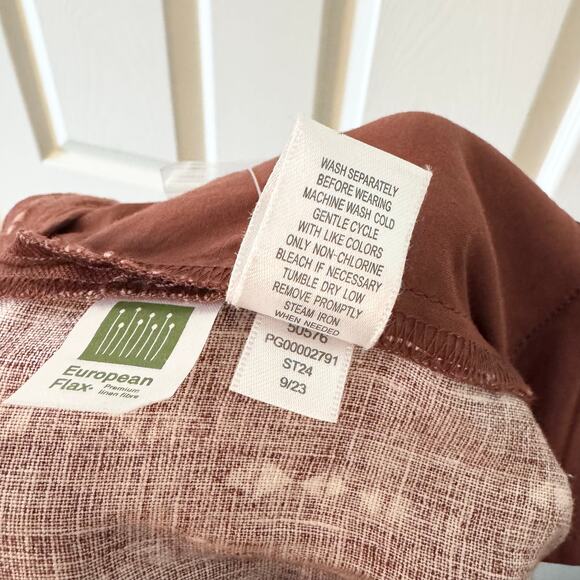 WASH SEPARATELY
BEFORE WEARING
MACHINE WASH COLD
GENTLE CYCLE
WITH LIKE COLORS
ONLY NON-CHLORINE
BLEACH IF NECESSARY
TUMBLE DRY LOW
REMOVE PROMPTLY
STEAM IRON
WHEN NEEDED
50576
PG00002791
ST24
9/23
European
Flax
Premium
linen fibre